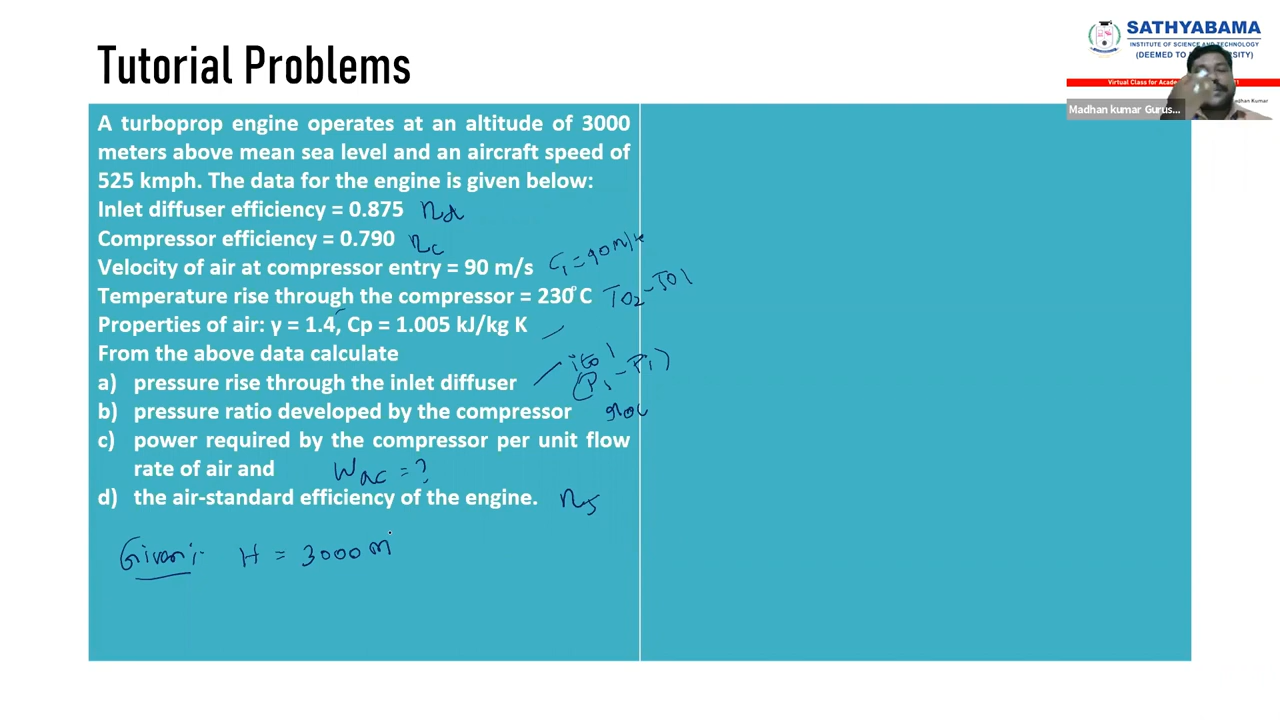 Tutorial Problems
SATHYABAMA
INSTITUTE OF SCIENCE AND TECHNOLOGY
(DEEMED TO
Virtual Class for
Madhan kumar Gurus...
A turboprop engine operates at an altitude of 3000
meters above mean sea level and an aircraft speed of
525 kmph. The data for the engine is given below:
Inlet diffuser efficiency = 0.875 ηd
Compressor efficiency = 0.790 ηc
Velocity of air at compressor entry = 90 m/s C1 = 90 m/s
Temperature rise through the compressor = 230°C T02 - T01
Properties of air: γ = 1.4, Cp = 1.005 kJ/kg K
From the above data calculate
i to 1
a) pressure rise through the inlet diffuser (P1 - Pi)
b) pressure ratio developed by the compressor r0c
c) power required by the compressor per unit flow
rate of air and Wac = ?
d) the air-standard efficiency of the engine.
Given:- H = 3000 m